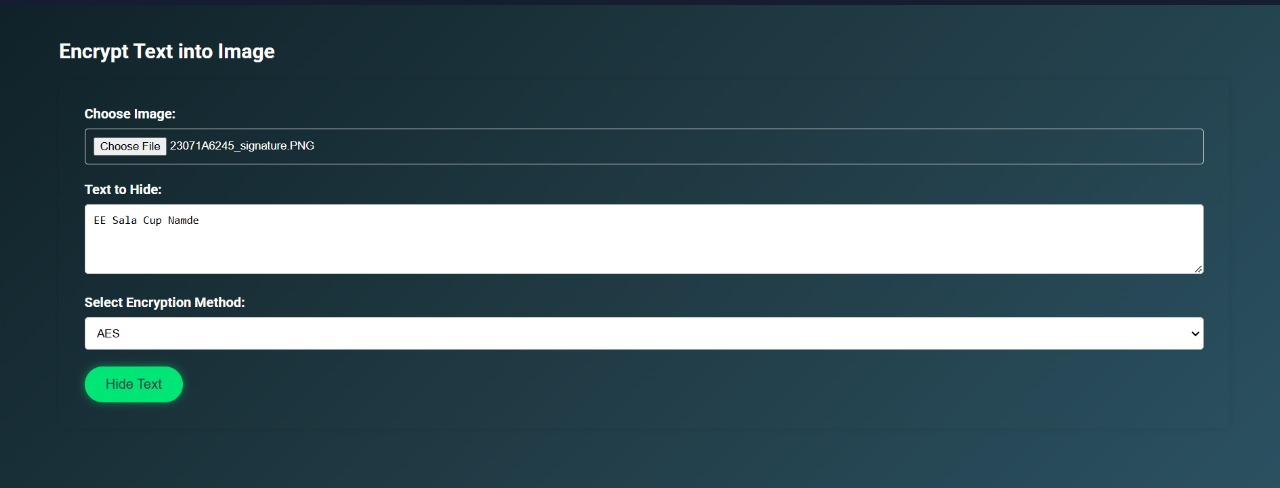 Encrypt Text into Image
Choose Image:
Choose File 23071A6245_signature.PNG
Text to Hide:
EE Sala Cup Namde
Select Encryption Method:
AES
Hide Text